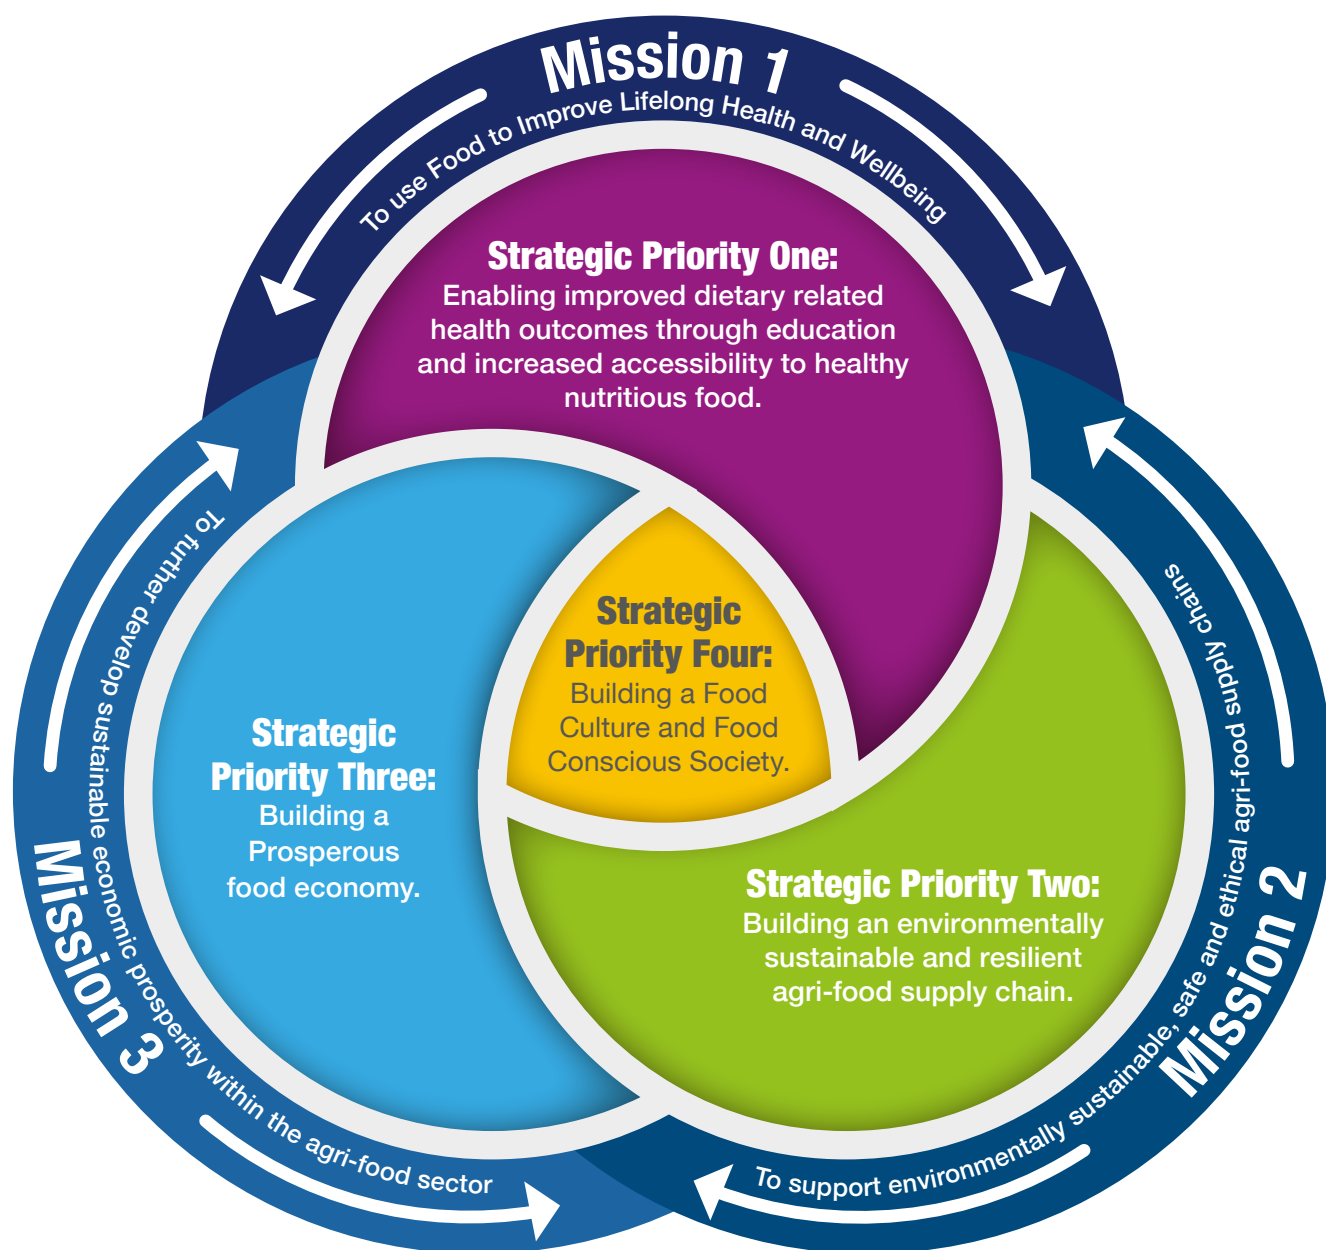 Mission 1
To use Food to Improve Lifelong Health and Wellbeing
Strategic Priority One:
Enabling improved dietary related
health outcomes through education
and increased accessibility to healthy
nutritious food.
Strategic
Priority Four:
Building a Food
Culture and Food
Conscious Society.
Strategic
Priority Three:
Building a
Prosperous
food economy.
Strategic Priority Two:
Building an environmentally
sustainable and resilient
agri-food supply chain.
Mission 2
To support environmentally sustainable, safe and ethical agri-food supply chains
Mission 3
To further develop sustainable economic prosperity within the agri-food sector